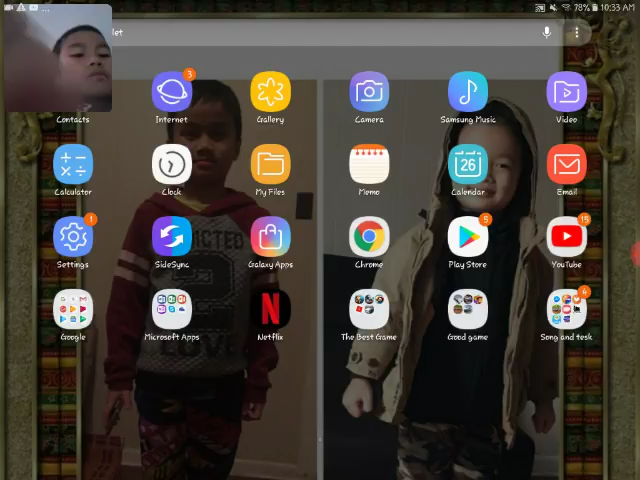 ... 78% 10:33 AM
let
Contacts
3
Internet
Gallery
Camera
Samsung Music
Video
Calculator
Clock
My Files
Memo
26
Calendar
Email
1
Settings
SideSync
Galaxy Apps
Chrome
5
Play Store
15
YouTube
Google
Microsoft Apps
N
Netflix
The Best Game
Good game
4
Song and tesk